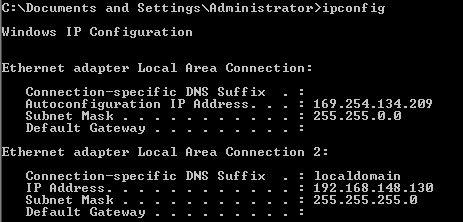 C:\Documents and Settings\Administrator>ipconfig
Windows IP Configuration
Ethernet adapter Local Area Connection:
Connection-specific DNS Suffix  . :
Autoconfiguration IP Address. . . : 169.254.134.209
Subnet Mask . . . . . . . . . . . : 255.255.0.0
Default Gateway . . . . . . . . . :
Ethernet adapter Local Area Connection 2:
Connection-specific DNS Suffix  . : localdomain
IP Address. . . . . . . . . . . . : 192.168.148.130
Subnet Mask . . . . . . . . . . . : 255.255.255.0
Default Gateway . . . . . . . . . :